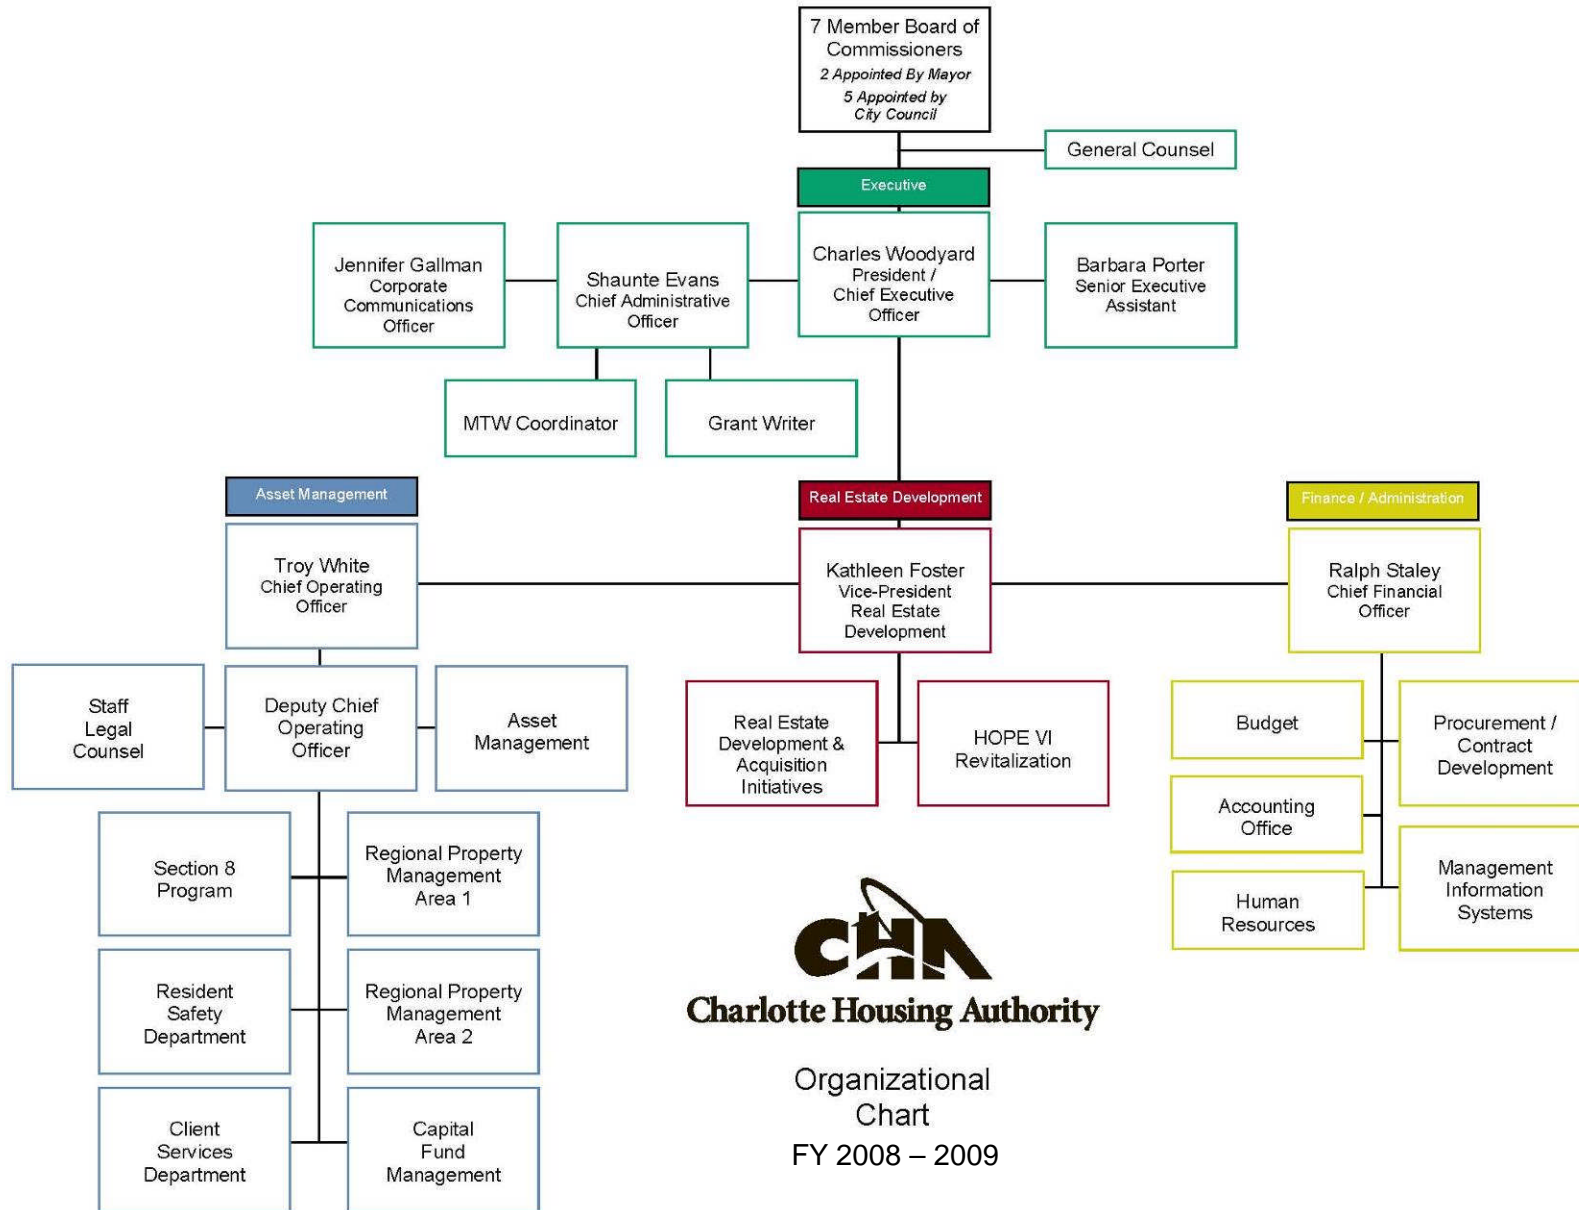 7 Member Board of
Commissioners
2 Appointed By Mayor
5 Appointed by
City Council
General Counsel
Executive
Jennifer Gallman
Corporate
Communications
Officer
Shaunte Evans
Chief Administrative
Officer
Charles Woodyard
President /
Chief Executive
Officer
Barbara Porter
Senior Executive
Assistant
MTW Coordinator
Grant Writer
Asset Management
Real Estate Development
Finance / Administration
Troy White
Chief Operating
Officer
Kathleen Foster
Vice-President
Real Estate
Development
Ralph Staley
Chief Financial
Officer
Staff
Legal
Counsel
Deputy Chief
Operating
Officer
Asset
Management
Real Estate
Development &
Acquisition
Initiatives
HOPE VI
Revitalization
Budget
Procurement /
Contract
Development
Accounting
Office
Management
Information
Systems
Human
Resources
Section 8
Program
Regional Property
Management
Area 1
Resident
Safety
Department
Regional Property
Management
Area 2
Client
Services
Department
Capital
Fund
Management
CHA
Charlotte Housing Authority
Organizational
Chart
FY 2008 – 2009